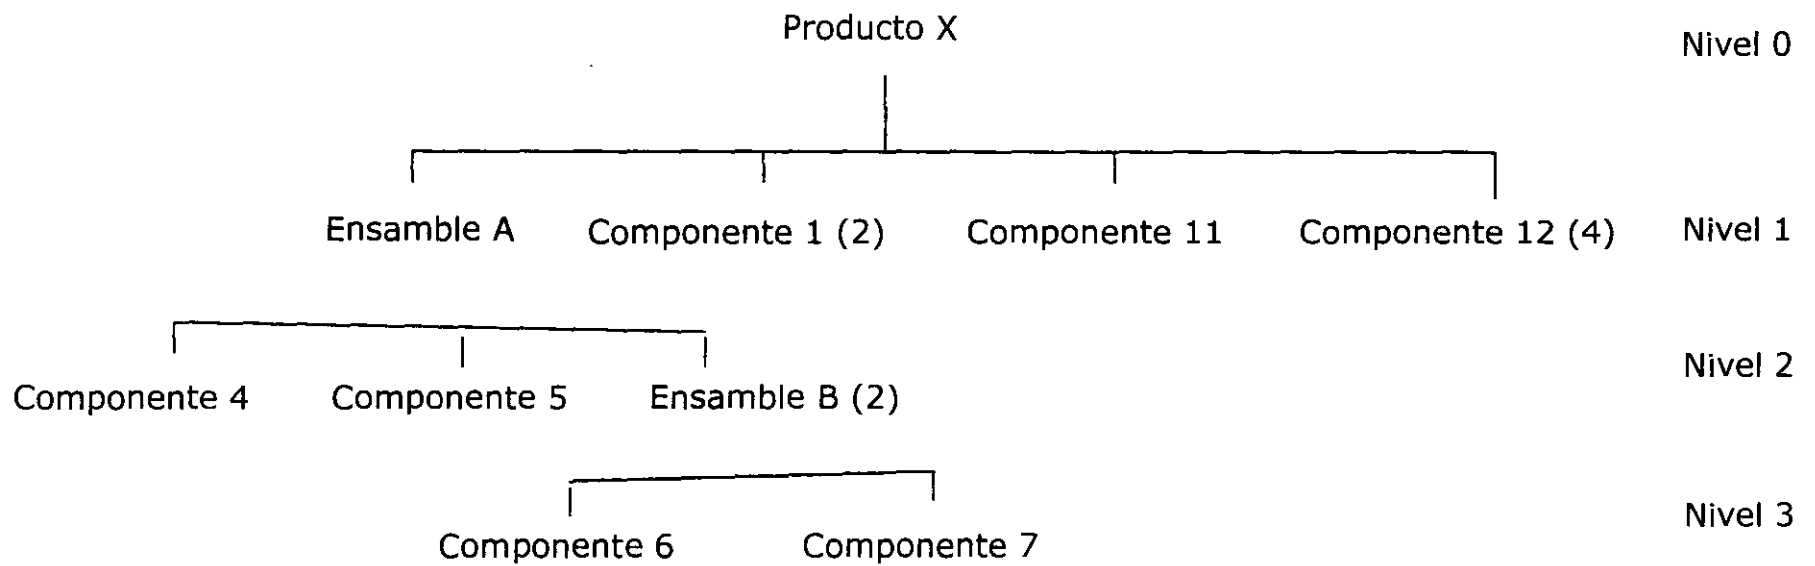 Producto X
Nivel 0
Ensamble A
Componente 1 (2)
Componente 11
Componente 12 (4)
Nivel 1
Nivel 2
Componente 4
Componente 5
Ensamble B (2)
Nivel 3
Componente 6
Componente 7